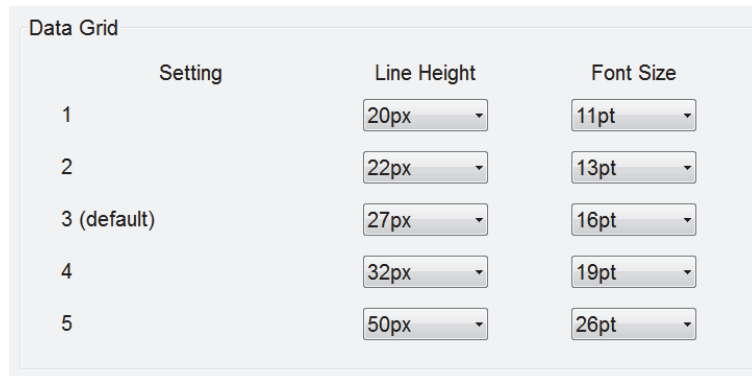 Data Grid
Setting Line Height Font Size
1 20px 11pt
2 22px 13pt
3 (default) 27px 16pt
4 32px 19pt
5 50px 26pt